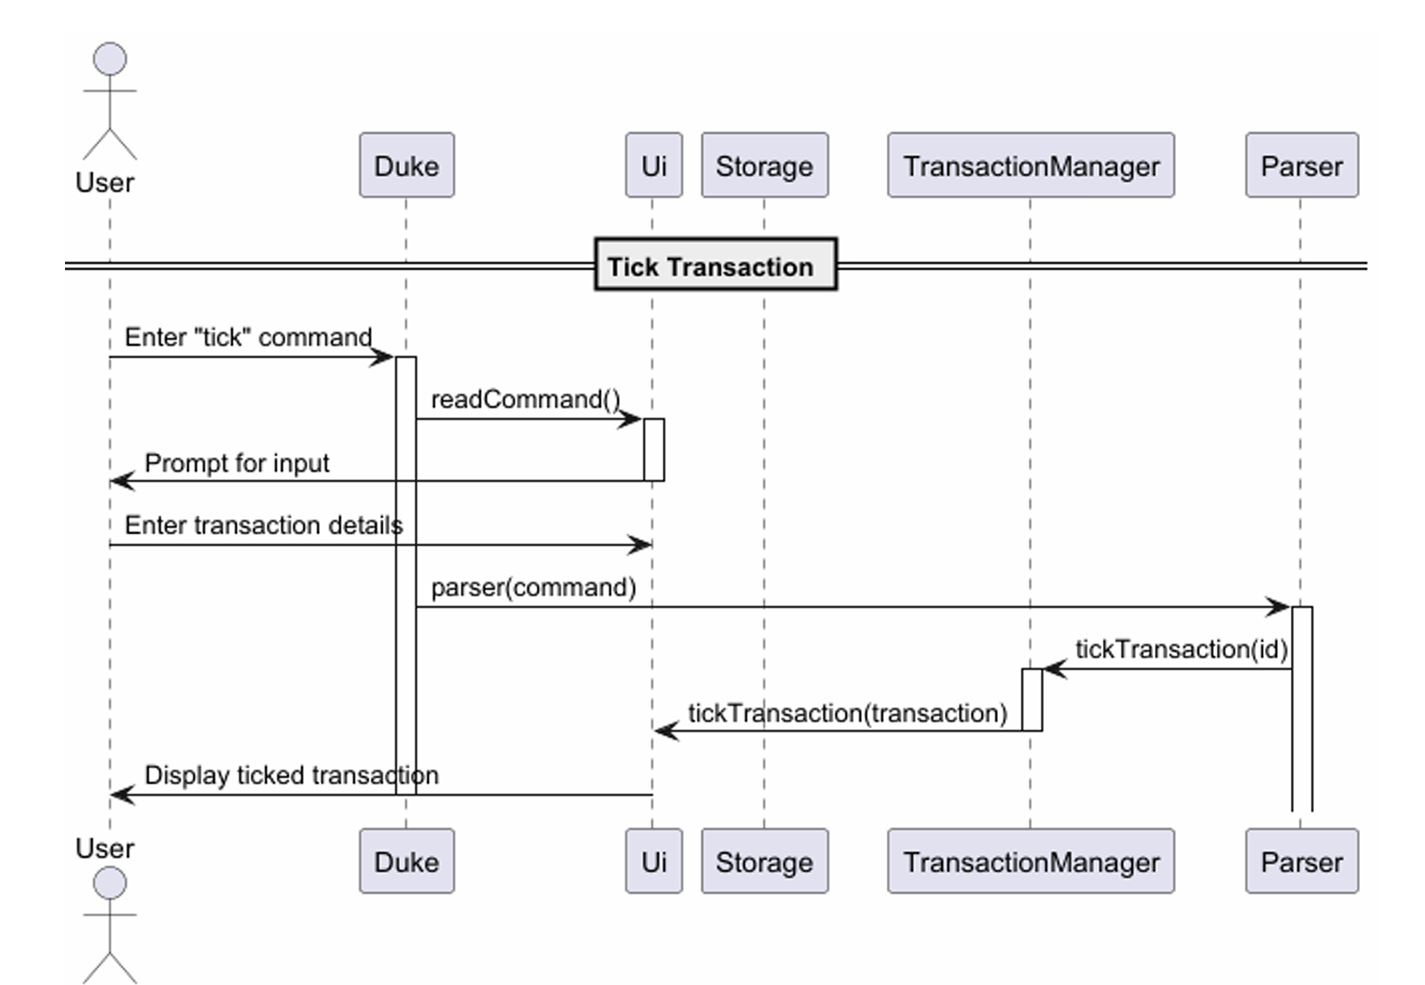 User
Duke
Ui
Storage
TransactionManager
Parser
Tick Transaction
Enter "tick" command
readCommand()
Prompt for input
Enter transaction details
parser(command)
tickTransaction(id)
tickTransaction(transaction)
Display ticked transaction
User
Duke
Ui
Storage
TransactionManager
Parser